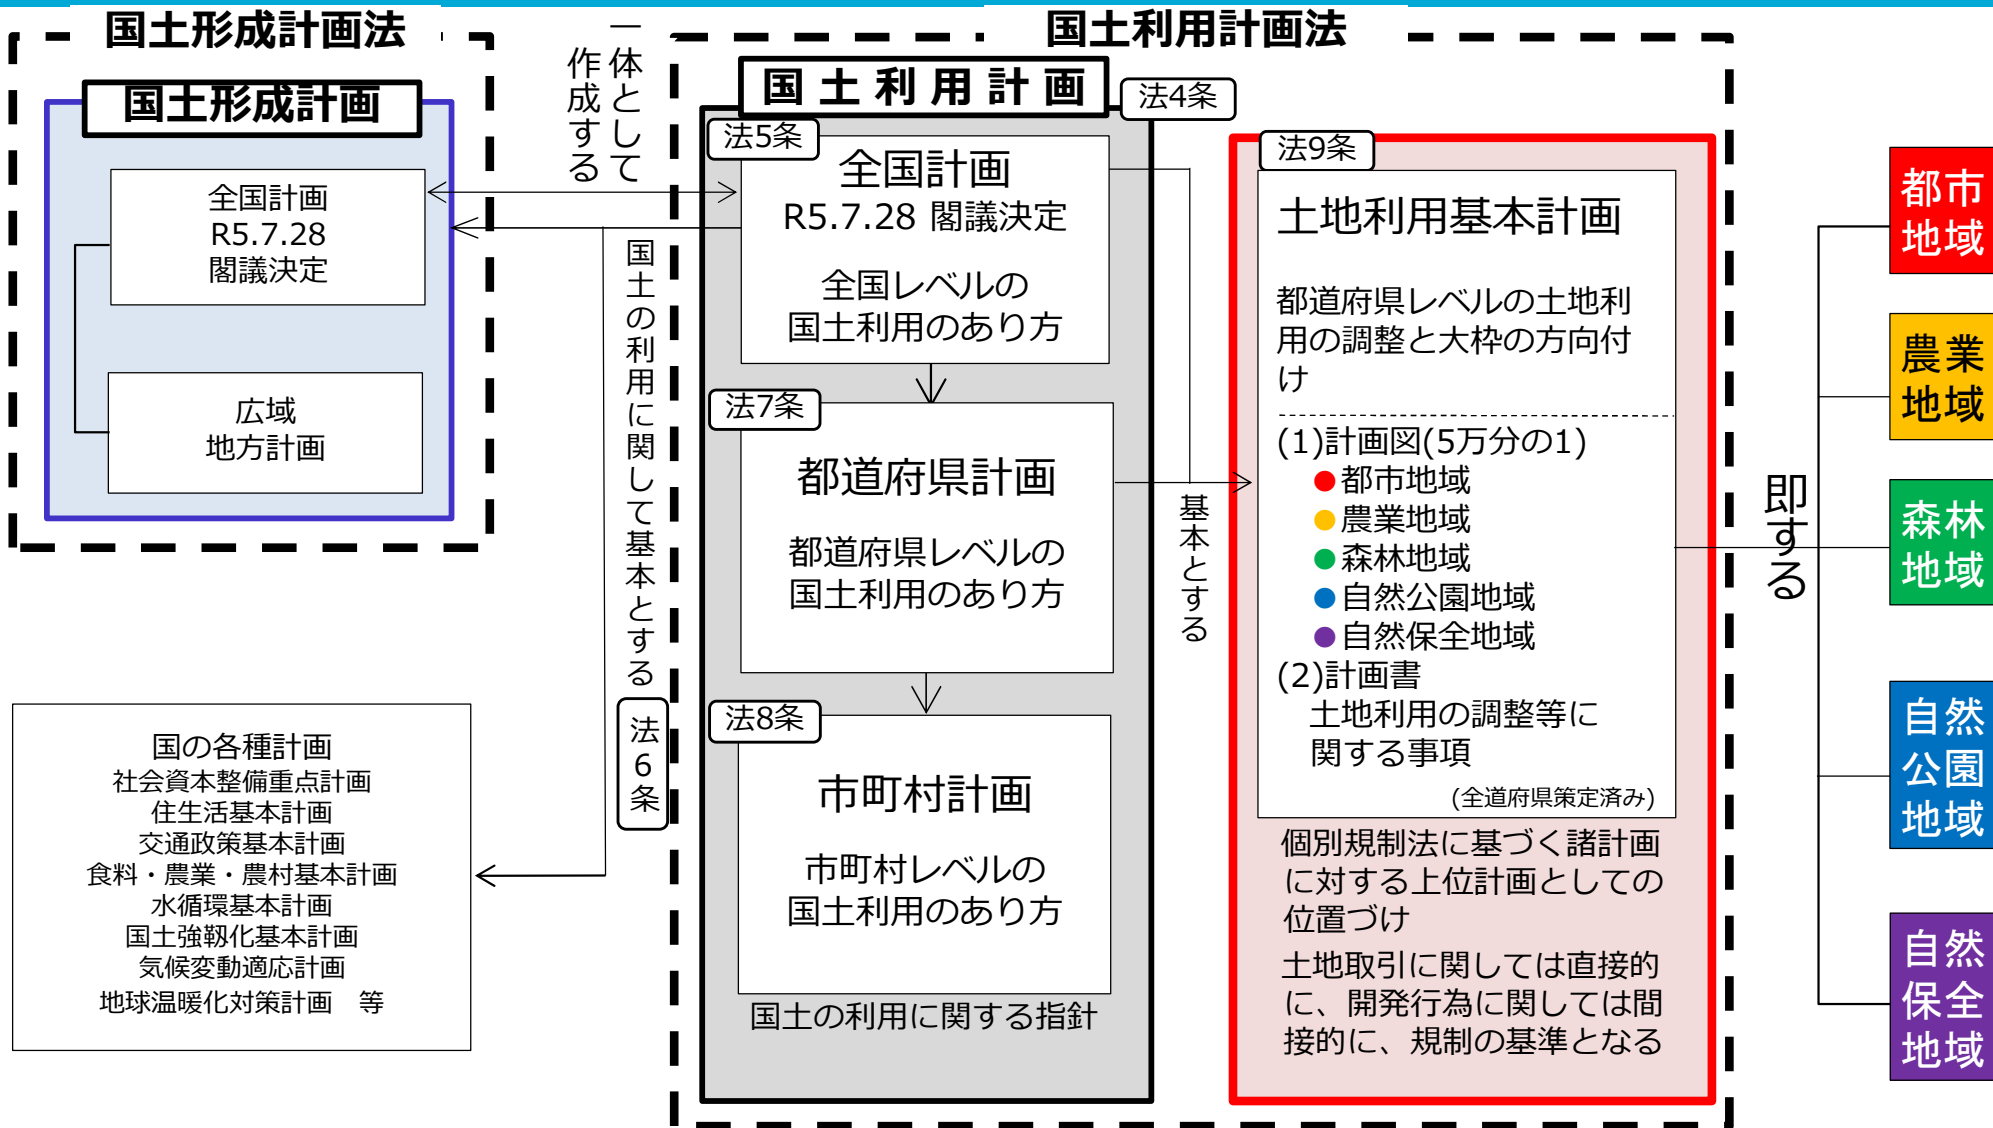 国土形成計画法
国土形成計画
全国計画
R5.7.28
閣議決定
広域
地方計画
一体として
作成する
国土の利用に関して基本とする
法6条
国の各種計画
社会資本整備重点計画
住生活基本計画
交通政策基本計画
食料・農業・農村基本計画
水循環基本計画
国土強靱化基本計画
気候変動適応計画
地球温暖化対策計画　等
国土利用計画法
国土利用計画
法4条
法5条
全国計画
R5.7.28 閣議決定
全国レベルの
国土利用のあり方
法7条
都道府県計画
都道府県レベルの
国土利用のあり方
法8条
市町村計画
市町村レベルの
国土利用のあり方
国土の利用に関する指針
基本とする
法9条
土地利用基本計画
都道府県レベルの土地利
用の調整と大枠の方向付
け
(1)計画図(5万分の1)
●都市地域
●農業地域
●森林地域
●自然公園地域
●自然保全地域
(2)計画書
土地利用の調整等に
関する事項
(全道府県策定済み)
個別規制法に基づく諸計画
に対する上位計画としての
位置づけ
土地取引に関しては直接的
に、開発行為に関しては間
接的に、規制の基準となる
即する
都市
地域
農業
地域
森林
地域
自然
公園
地域
自然
保全
地域